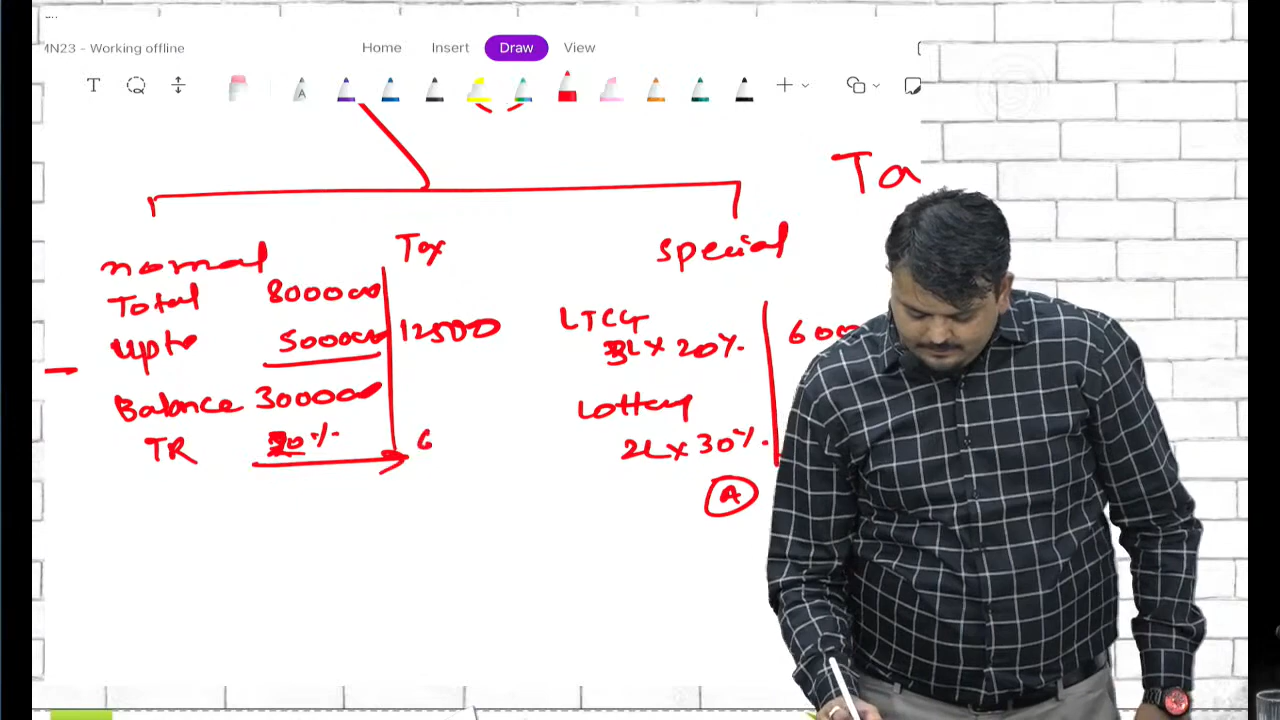 MN23 - Working offline
Home Insert Draw View
Ta
normal Tax
Total 800000
upto 500000 12500
Balance 300000
TR 20% 6
special
LTCG
3L x 20% 6000
Lottery
2L x 30%
A